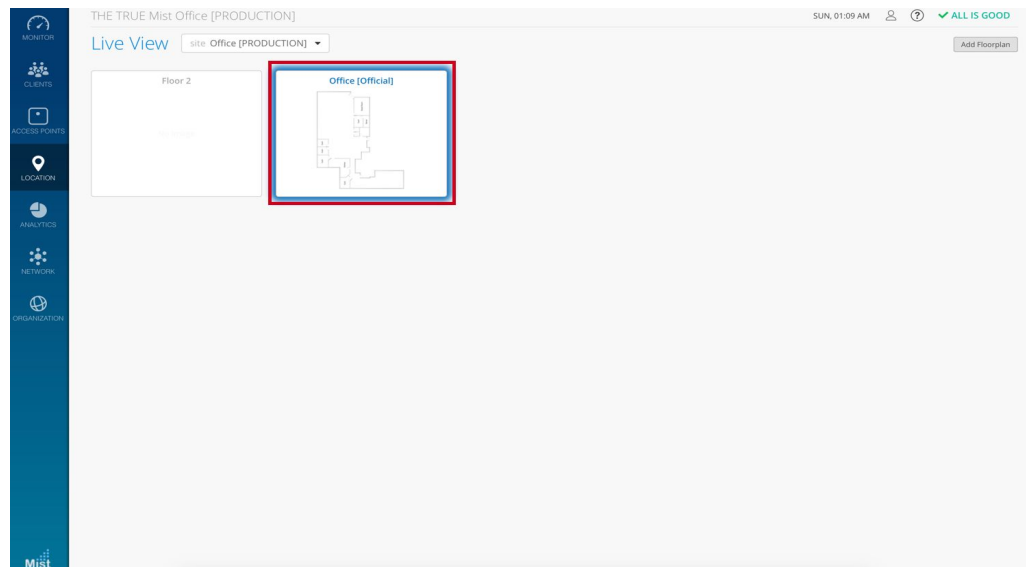 THE TRUE Mist Office [PRODUCTION]
SUN, 01:09 AM
? ✔ ALL IS GOOD
MONITOR
Live View
site Office [PRODUCTION]
Add Floorplan
CLIENTS
Floor 2
Office [Official]
ACCESS POINTS
LOCATION
ANALYTICS
NETWORK
ORGANIZATION
Mist